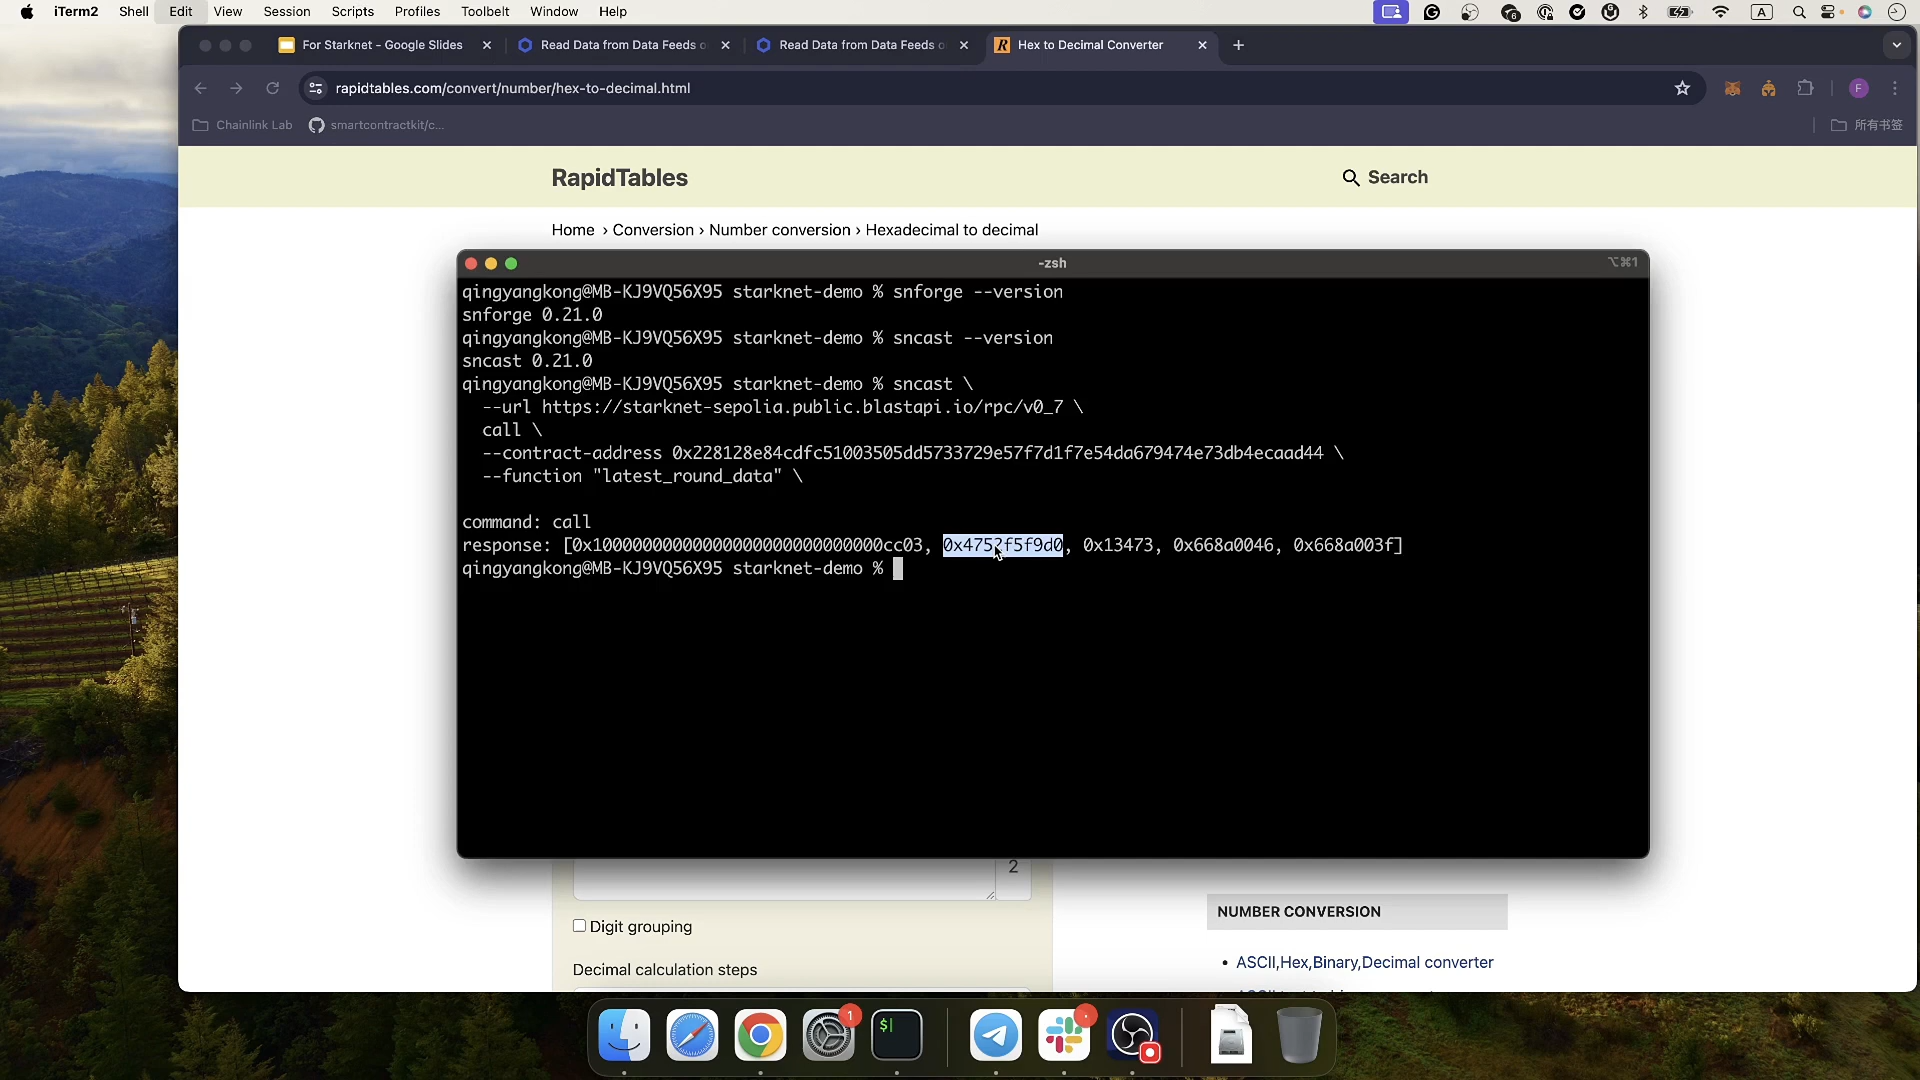 iTerm2 Shell Edit View Session Scripts Profiles Toolbelt Window Help A
For Starknet - Google Slides Read Data from Data Feeds o Read Data from Data Feeds o Hex to Decimal Converter
rapidtables.com/convert/number/hex-to-decimal.html F
Chainlink Lab smartcontractkit/c... 所有书签
RapidTables Search
Home › Conversion › Number conversion › Hexadecimal to decimal
-zsh ⌥⌘1
qingyangkong@MB-KJ9VQ56X95 starknet-demo % snforge --version
snforge 0.21.0
qingyangkong@MB-KJ9VQ56X95 starknet-demo % sncast --version
sncast 0.21.0
qingyangkong@MB-KJ9VQ56X95 starknet-demo % sncast \
--url https://starknet-sepolia.public.blastapi.io/rpc/v0_7 \
call \
--contract-address 0x228128e84cdfc51003505dd5733729e57f7d1f7e54da679474e73db4ecaad44 \
--function "latest_round_data" \
command: call
response: [0x1000000000000000000000000000cc03, 0x4752f5f9d0, 0x13473, 0x668a0046, 0x668a003f]
qingyangkong@MB-KJ9VQ56X95 starknet-demo %
2
Digit grouping
NUMBER CONVERSION
ASCII,Hex,Binary,Decimal converter
Decimal calculation steps
1
$